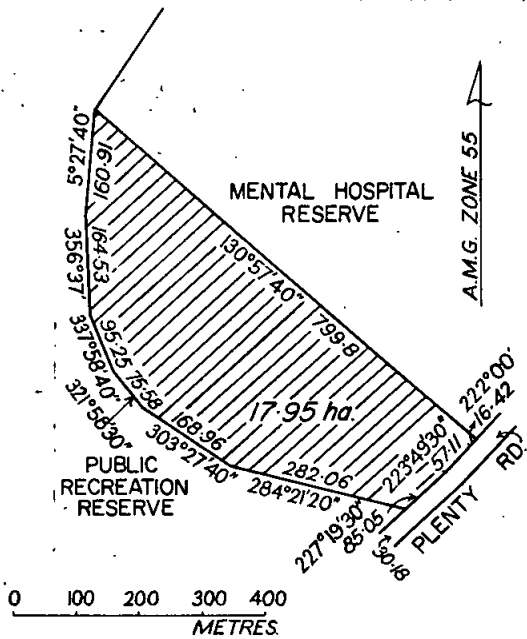 A.M.G. ZONE 55
5°27'40"
160.91
MENTAL HOSPITAL
RESERVE
356°37'
164.53
130°57'40"
799.8
337°58'40"
95.25
321°58'30"
75.58
17.95 ha.
222°00'
16.42
303°27'40"
168.96
223°49'30"
57.11
PUBLIC
RECREATION
RESERVE
282.06
284°21'20"
227°19'30"
85.05
30.18
PLENTY RD.
0 100 200 300 400
METRES.